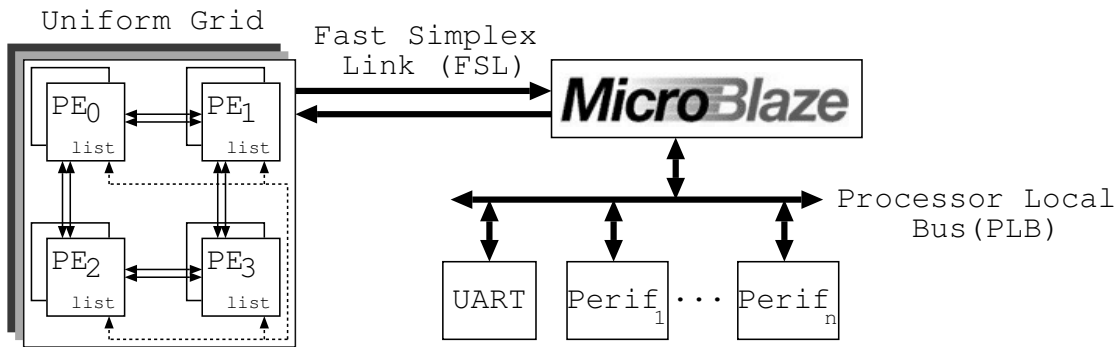 Uniform Grid
Fast Simplex
Link (FSL)
MicroBlaze
PE0
list
PE1
list
PE2
list
PE3
list
Processor Local
Bus(PLB)
UART
Perif1
...
Perifn